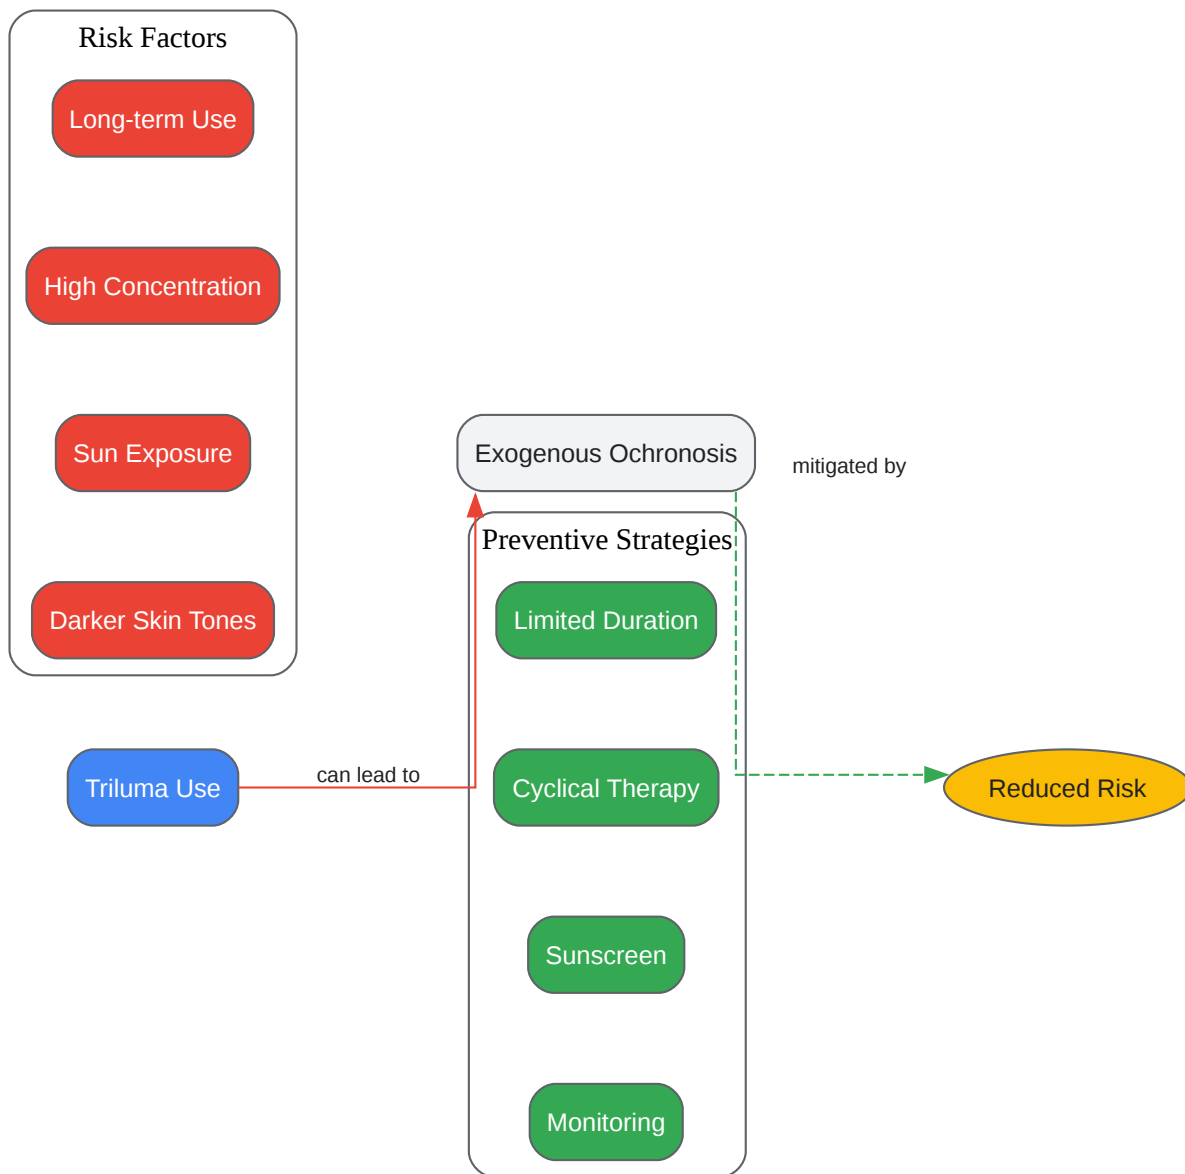 Risk Factors
Long-term Use
High Concentration
Sun Exposure
Darker Skin Tones
Triluma Use
can lead to
Exogenous Ochronosis
mitigated by
Preventive Strategies
Limited Duration
Cyclical Therapy
Sunscreen
Monitoring
Reduced Risk